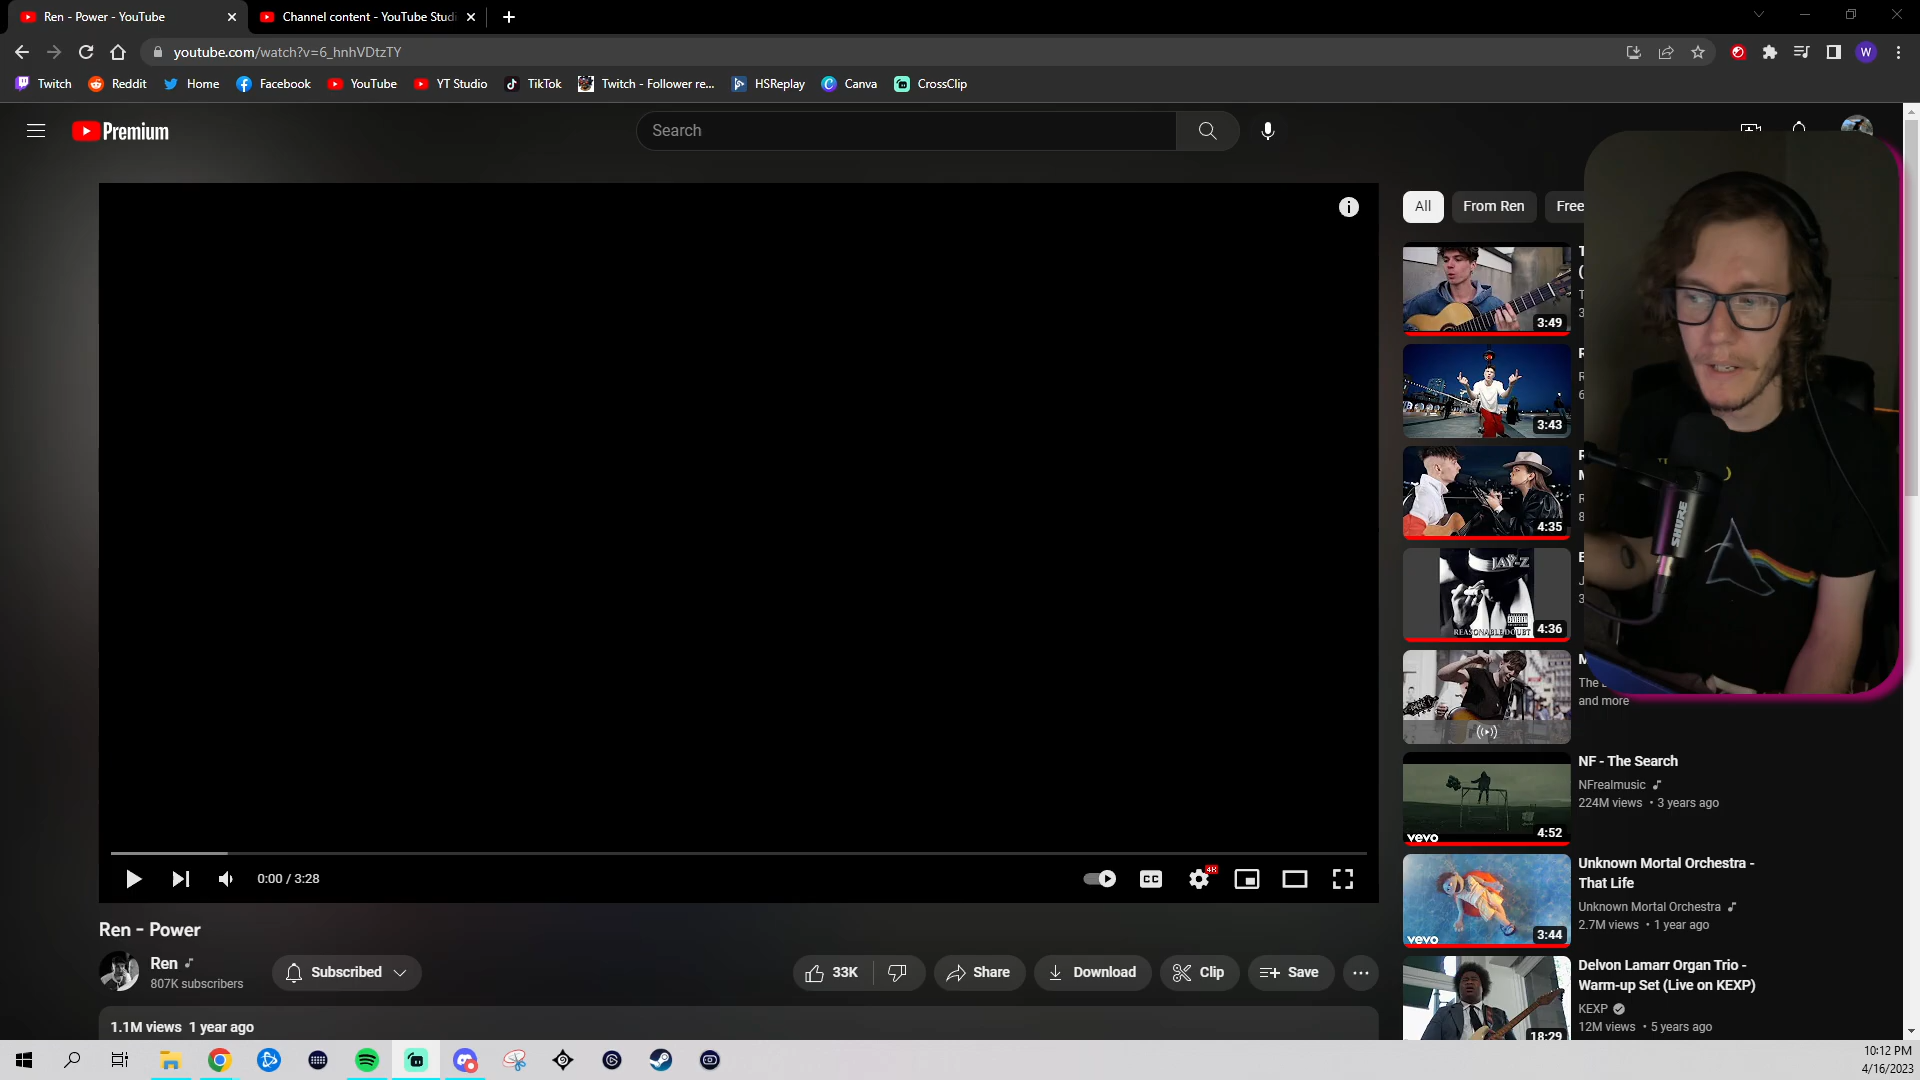 Ren - Power - YouTube
Channel content - YouTube Studi
youtube.com/watch?v=6_hnhVDtzTY
W
Twitch
Reddit
Home
Facebook
YouTube
YT Studio
TikTok
Twitch - Follower re...
HSReplay
Canva
CrossClip
Premium
Search
All
From Ren
Free
3:49
3:43
4:35
JAY-Z
REASONABLE DOUBT
4:36
and more
SHURE
NF - The Search
NFrealmusic
224M views • 3 years ago
vevo
4:52
Unknown Mortal Orchestra -
That Life
Unknown Mortal Orchestra
2.7M views • 1 year ago
vevo
3:44
Delvon Lamarr Organ Trio -
Warm-up Set (Live on KEXP)
KEXP
12M views • 5 years ago
18:29
0:00 / 3:28
CC
4K
Ren - Power
Ren
807K subscribers
Subscribed
33K
Share
Download
Clip
Save
1.1M views 1 year ago
10:12 PM
4/16/2023